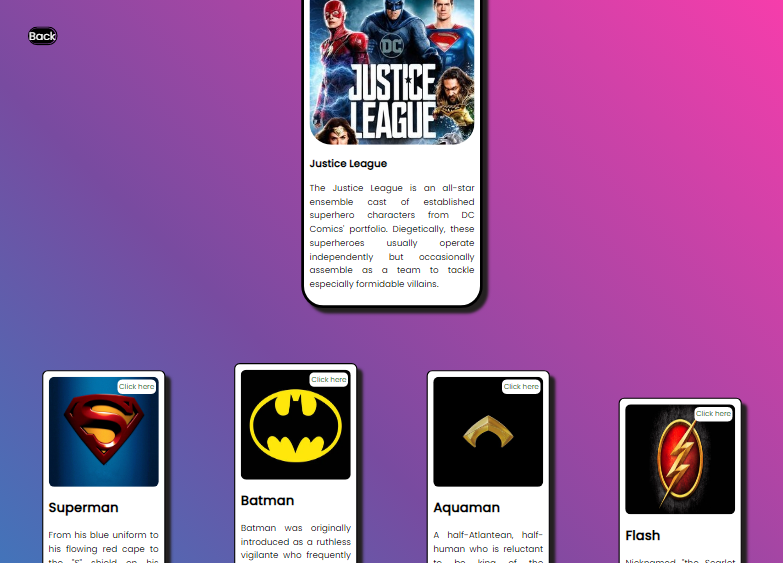 Back
DC
JUSTICE
LEAGUE
Justice League
The Justice League is an all-star
ensemble cast of established
superhero characters from DC
Comics' portfolio. Diegetically, these
superheroes usually operate
independently but occasionally
assemble as a team to tackle
especially formidable villains.
Click here
Superman
From his blue uniform to
his flowing red cape to
the "S" shield on his
Click here
Batman
Batman was originally
introduced as a ruthless
vigilante who frequently
Click here
Aquaman
A half-Atlantean, half-
human who is reluctant
to be king of the
Click here
Flash
Nicknamed "the Scarlet